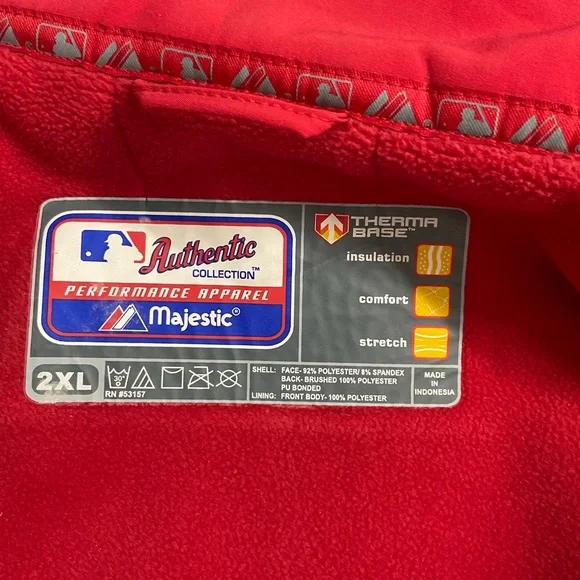 Authentic
COLLECTION™
PERFORMANCE APPAREL
Majestic®
THERMA
BASE™
insulation
comfort
stretch
2XL
30°
RN #53157
SHELL: FACE- 92% POLYESTER/ 8% SPANDEX
BACK- BRUSHED 100% POLYESTER
PU BONDED
LINING: FRONT BODY- 100% POLYESTER
MADE IN
INDONESIA